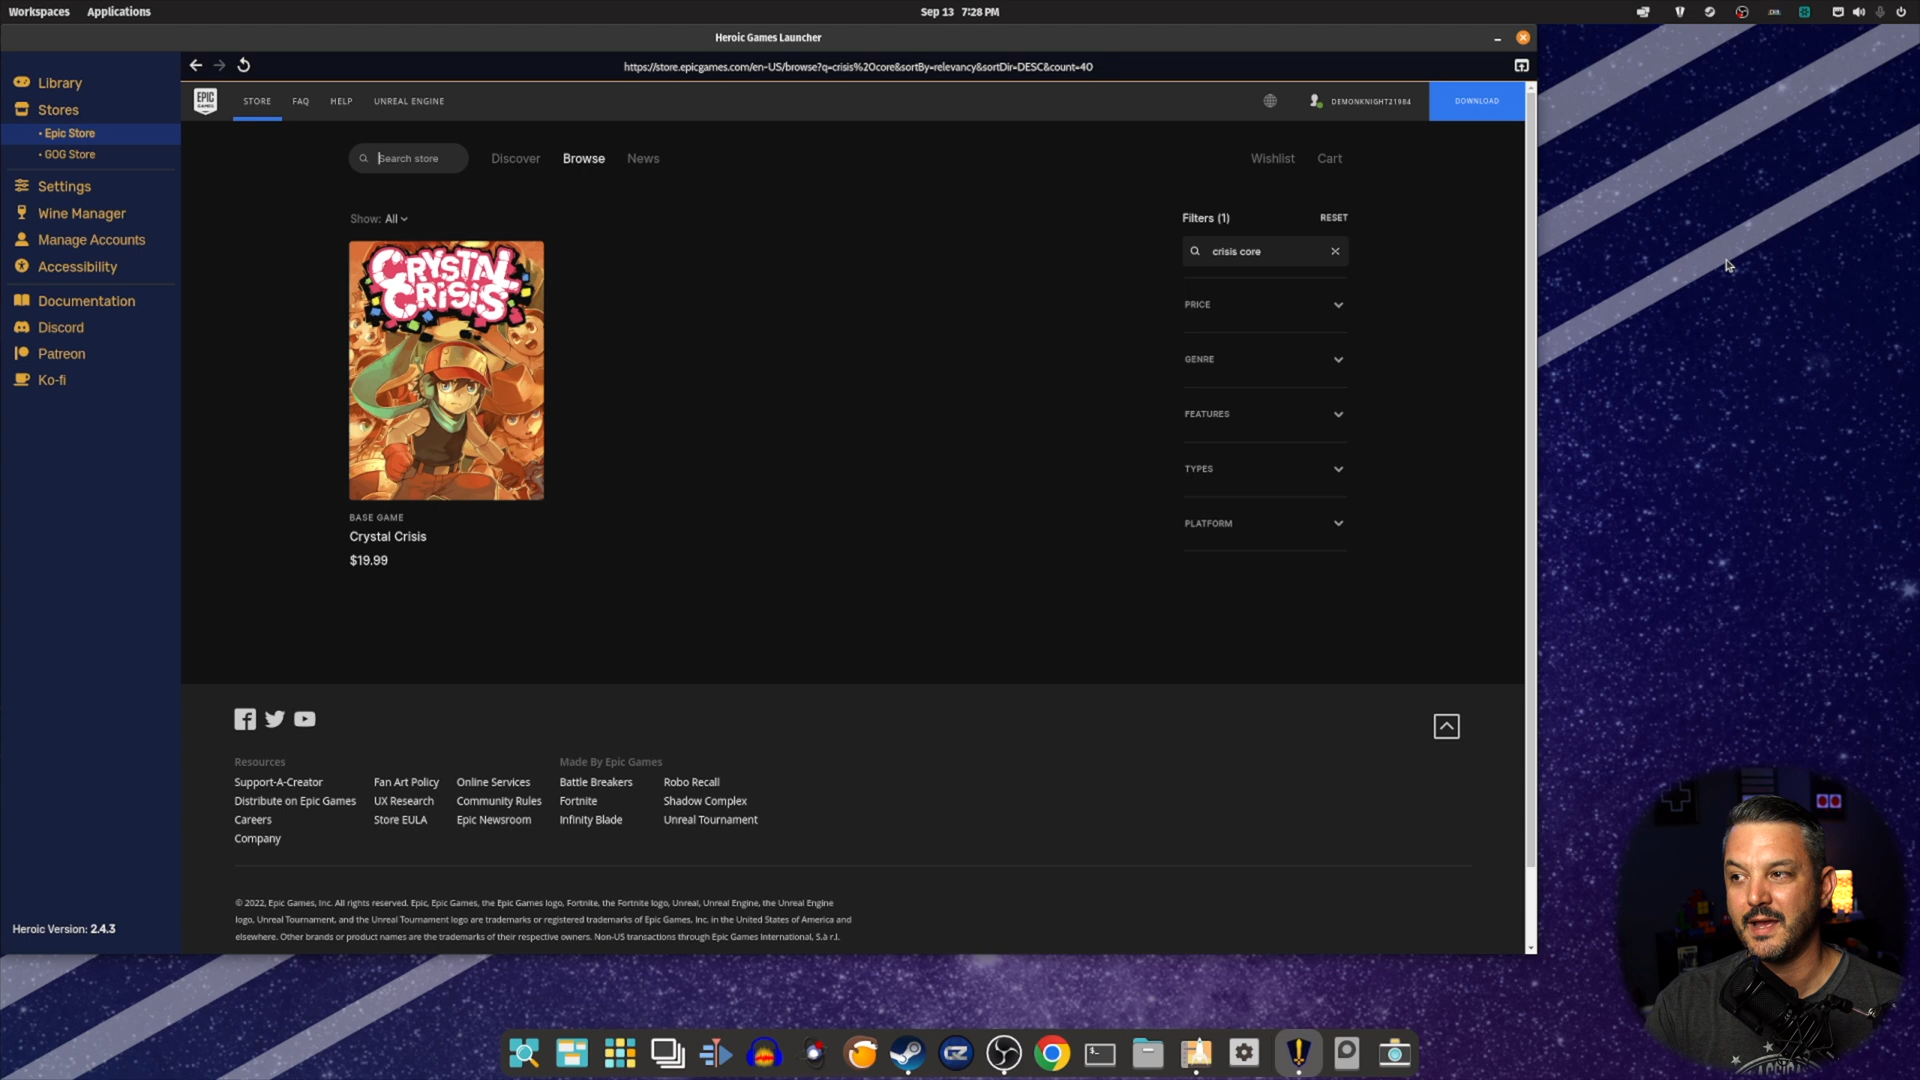 Workspaces Applications Sep 13 7:28 PM
Heroic Games Launcher
https://store.epicgames.com/en-US/browse?q=crisis%20core&sortBy=relevancy&sortDir=DESC&count=40
Library
Stores
• Epic Store
• GOG Store
Settings
Wine Manager
Manage Accounts
Accessibility
Documentation
Discord
Patreon
Ko-fi
Heroic Version: 2.4.3
EPIC GAMES STORE FAQ HELP UNREAL ENGINE DEMONKNIGHT21984 DOWNLOAD
Search store Discover Browse News Wishlist Cart
Show: All
CRYSTAL
CRISIS
BASE GAME
Crystal Crisis
$19.99
Filters (1) RESET
crisis core
PRICE
GENRE
FEATURES
TYPES
PLATFORM
Resources Made By Epic Games
Support-A-Creator Fan Art Policy Online Services Battle Breakers Robo Recall
Distribute on Epic Games UX Research Community Rules Fortnite Shadow Complex
Careers Store EULA Epic Newsroom Infinity Blade Unreal Tournament
Company
© 2022, Epic Games, Inc. All rights reserved. Epic, Epic Games, the Epic Games logo, Fortnite, the Fortnite logo, Unreal, Unreal Engine, the Unreal Engine
logo, Unreal Tournament, and the Unreal Tournament logo are trademarks or registered trademarks of Epic Games, Inc. in the United States of America and
elsewhere. Other brands or product names are the trademarks of their respective owners. Non-US transactions through Epic Games International, S.à r.l.